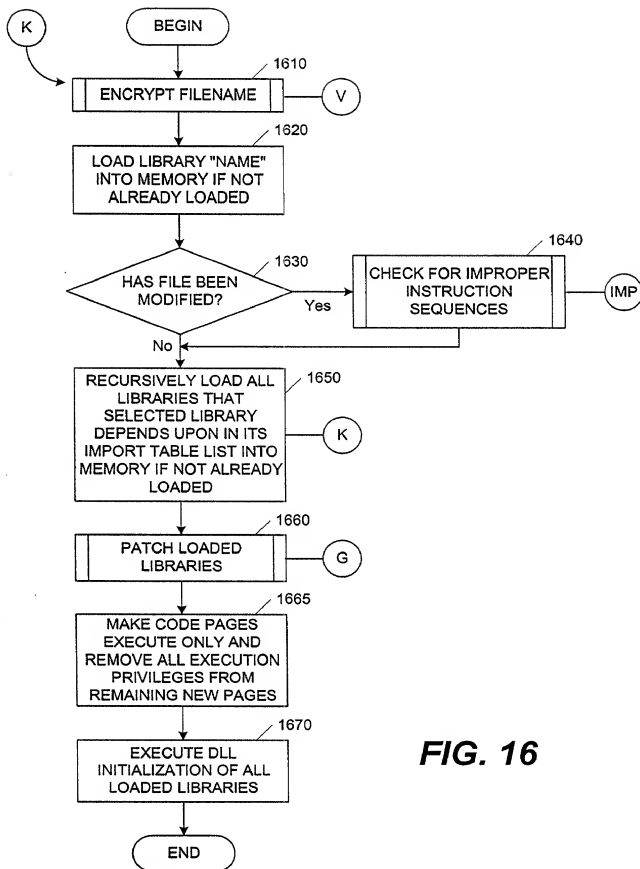 K
BEGIN
1610
ENCRYPT FILENAME
V
1620
LOAD LIBRARY "NAME"
INTO MEMORY IF NOT
ALREADY LOADED
1630
HAS FILE BEEN
MODIFIED?
Yes
1640
CHECK FOR IMPROPER
INSTRUCTION
SEQUENCES
IMP
No
1650
RECURSIVELY LOAD ALL
LIBRARIES THAT
SELECTED LIBRARY
DEPENDS UPON IN ITS
IMPORT TABLE LIST INTO
MEMORY IF NOT ALREADY
LOADED
K
1660
PATCH LOADED
LIBRARIES
G
1665
MAKE CODE PAGES
EXECUTE ONLY AND
REMOVE ALL EXECUTION
PRIVILEGES FROM
REMAINING NEW PAGES
1670
EXECUTE DLL
INITIALIZATION OF ALL
LOADED LIBRARIES
END
FIG. 16